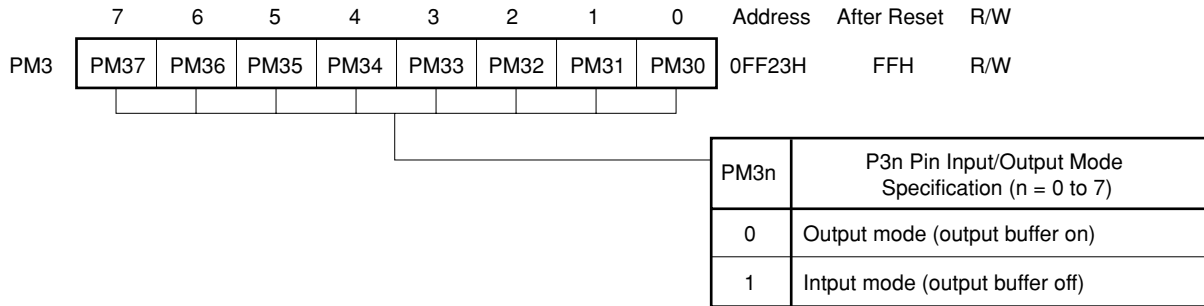 7 6 5 4 3 2 1 0 Address After Reset R/W
PM3 PM37 PM36 PM35 PM34 PM33 PM32 PM31 PM30 0FF23H FFH R/W
PM3n P3n Pin Input/Output Mode
Specification (n = 0 to 7)
0 Output mode (output buffer on)
1 Intput mode (output buffer off)